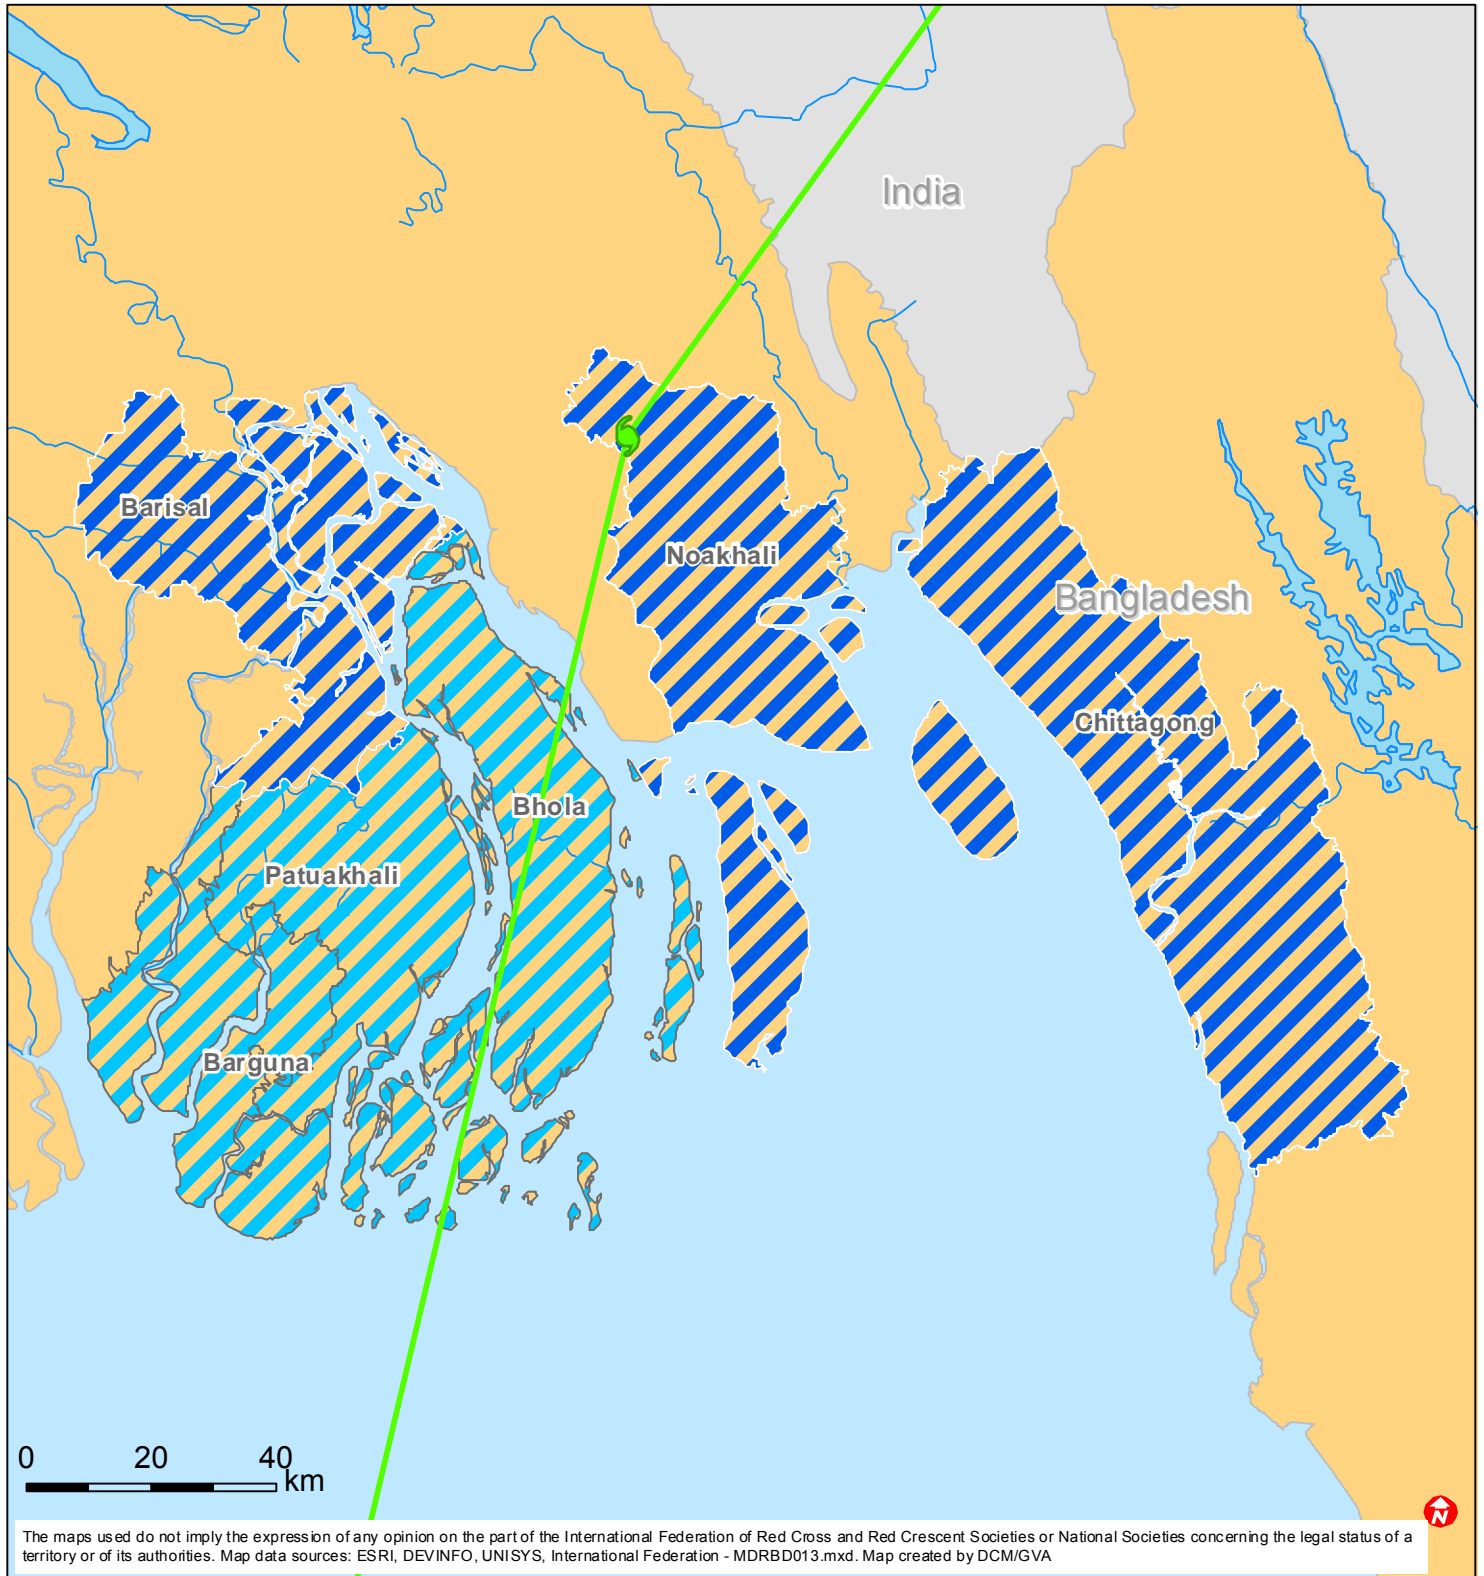 India
Barisal
Noakhali
Bangladesh
Chittagong
Bhola
Patuakhali
Barguna
0 20 40
km
N
The maps used do not imply the expression of any opinion on the part of the International Federation of Red Cross and Red Crescent Societies or National Societies concerning the legal status of a
territory or of its authorities. Map data sources: ESRI, DEVINFO, UNISYS, International Federation - MDRBD013.mxd. Map created by DCM/GVA